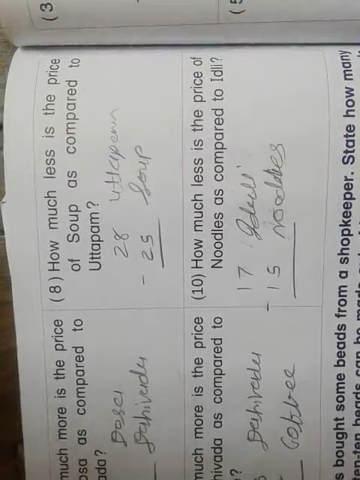 (3
(5
much more is the price
osa as compared to
ada?
Dosa
Dahivada
(8) How much less is the price
of Soup as compared to
Uttapam?
28 Uttapam
- 25 Soup
much more is the price
hivada as compared to
?
Dahivada
(10) How much less is the price of
Noodles as compared to Idli?
17
- 15 Noodles
s bought some beads from a shopkeeper. State how many